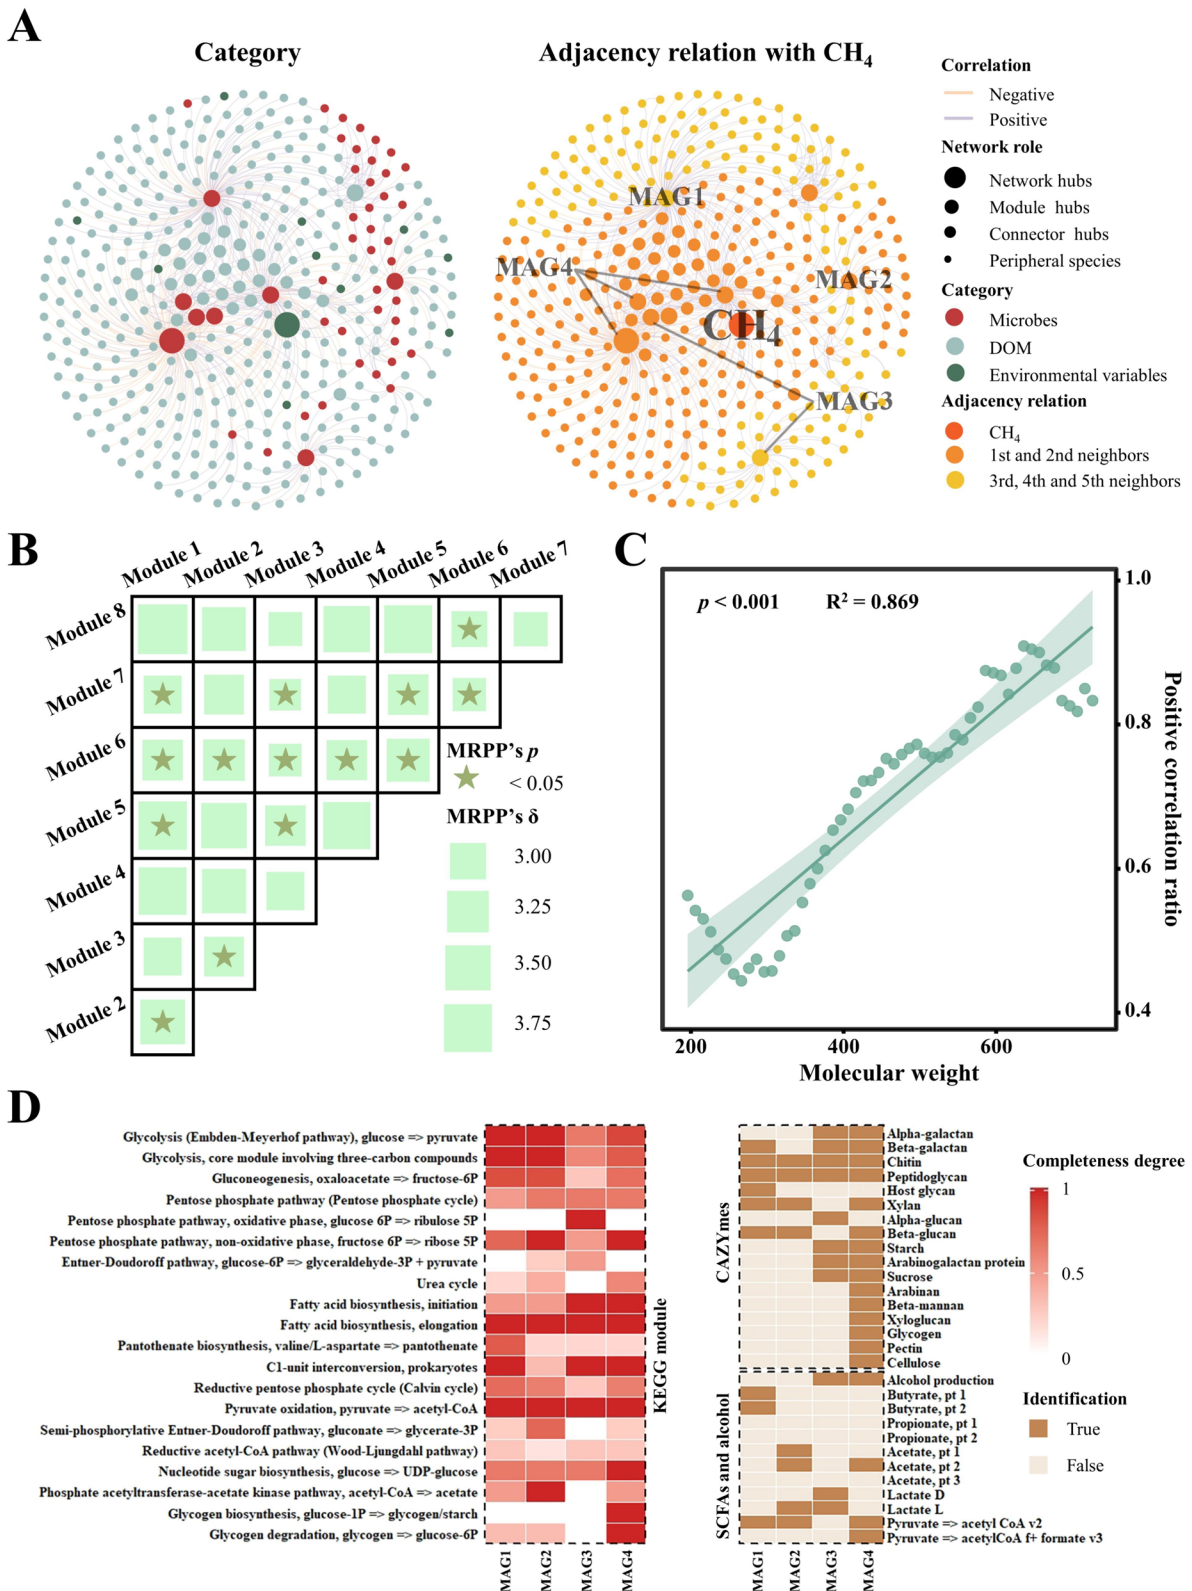 A
Category
Adjacency relation with CH4
MAG1
MAG4
MAG2
CH4
MAG3
Correlation
Negative
Positive
Network role
Network hubs
Module hubs
Connector hubs
Peripheral species
Category
Microbes
DOM
Environmental variables
Adjacency relation
CH4
1st and 2nd neighbors
3rd, 4th and 5th neighbors
B
Module 1
Module 2
Module 3
Module 4
Module 5
Module 6
Module 7
Module 8
Module 7
Module 6
Module 5
Module 4
Module 3
Module 2
MRPP's p
< 0.05
MRPP's δ
3.00
3.25
3.50
3.75
C
p < 0.001
R² = 0.869
1.0
0.8
0.6
0.4
Positive correlation ratio
200
400
600
Molecular weight
D
Glycolysis (Embden-Meyerhof pathway), glucose => pyruvate
Glycolysis, core module involving three-carbon compounds
Gluconeogenesis, oxaloacetate => fructose-6P
Pentose phosphate pathway (Pentose phosphate cycle)
Pentose phosphate pathway, oxidative phase, glucose 6P => ribulose 5P
Pentose phosphate pathway, non-oxidative phase, fructose 6P => ribose 5P
Entner-Doudoroff pathway, glucose-6P => glyceraldehyde-3P + pyruvate
Urea cycle
Fatty acid biosynthesis, initiation
Fatty acid biosynthesis, elongation
Pantothenate biosynthesis, valine/L-aspartate => pantothenate
C1-unit interconversion, prokaryotes
Reductive pentose phosphate cycle (Calvin cycle)
Pyruvate oxidation, pyruvate => acetyl-CoA
Semi-phosphorylative Entner-Doudoroff pathway, gluconate => glycerate-3P
Reductive acetyl-CoA pathway (Wood-Ljungdahl pathway)
Nucleotide sugar biosynthesis, glucose => UDP-glucose
Phosphate acetyltransferase-acetate kinase pathway, acetyl-CoA => acetate
Glycogen biosynthesis, glucose-1P => glycogen/starch
Glycogen degradation, glycogen => glucose-6P
MAG1
MAG2
MAG3
MAG4
KEGG module
CAZYmes
Alpha-galactan
Beta-galactan
Chitin
Peptidoglycan
Host glycan
Xylan
Alpha-glucan
Beta-glucan
Starch
Arabinogalactan protein
Sucrose
Arabinan
Beta-mannan
Xyloglucan
Glycogen
Pectin
Cellulose
SCFAs and alcohol
Alcohol production
Butyrate, pt 1
Butyrate, pt 2
Propionate, pt 1
Propionate, pt 2
Acetate, pt 1
Acetate, pt 2
Acetate, pt 3
Lactate D
Lactate L
Pyruvate => acetyl CoA v2
Pyruvate => acetylCoA f+ formate v3
MAG1
MAG2
MAG3
MAG4
Completeness degree
1
0.5
0
Identification
True
False